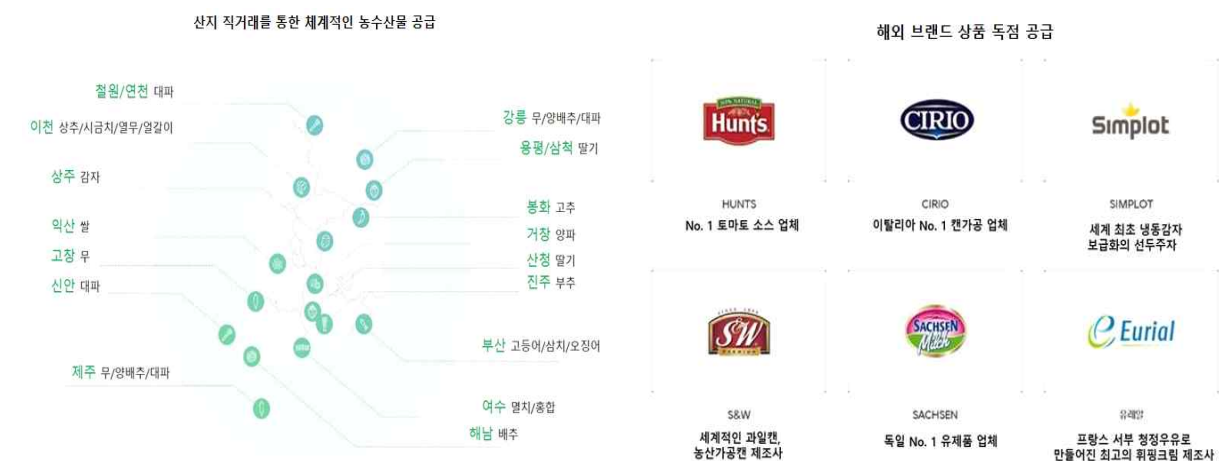 산지 직거래를 통한 체계적인 농수산물 공급
철원/연천 대파
이천 상추/시금치/열무/얼갈이
상주 감자
익산 쌀
고창 무
신안 대파
제주 무/양배추/대파
강릉 무/양배추/대파
용평/삼척 딸기
봉화 고추
거창 양파
산청 딸기
진주 부추
부산 고등어/삼치/오징어
여수 멸치/홍합
해남 배추
해외 브랜드 상품 독점 공급
100% NATURAL
Hunt's
HUNTS
No. 1 토마토 소스 업체
CIRIO
CIRIO
이탈리아 No. 1 캔가공 업체
Simplot
SIMPLOT
세계 최초 냉동감자
보급화의 선두주자
S&W
PREMIUM
S&W
세계적인 과일캔,
농산가공캔 제조사
SACHSEN
Milch
SACHSEN
독일 No. 1 유제품 업체
Eurial
유레알
프랑스 서부 청정우유로
만들어진 최고의 휘핑크림 제조사